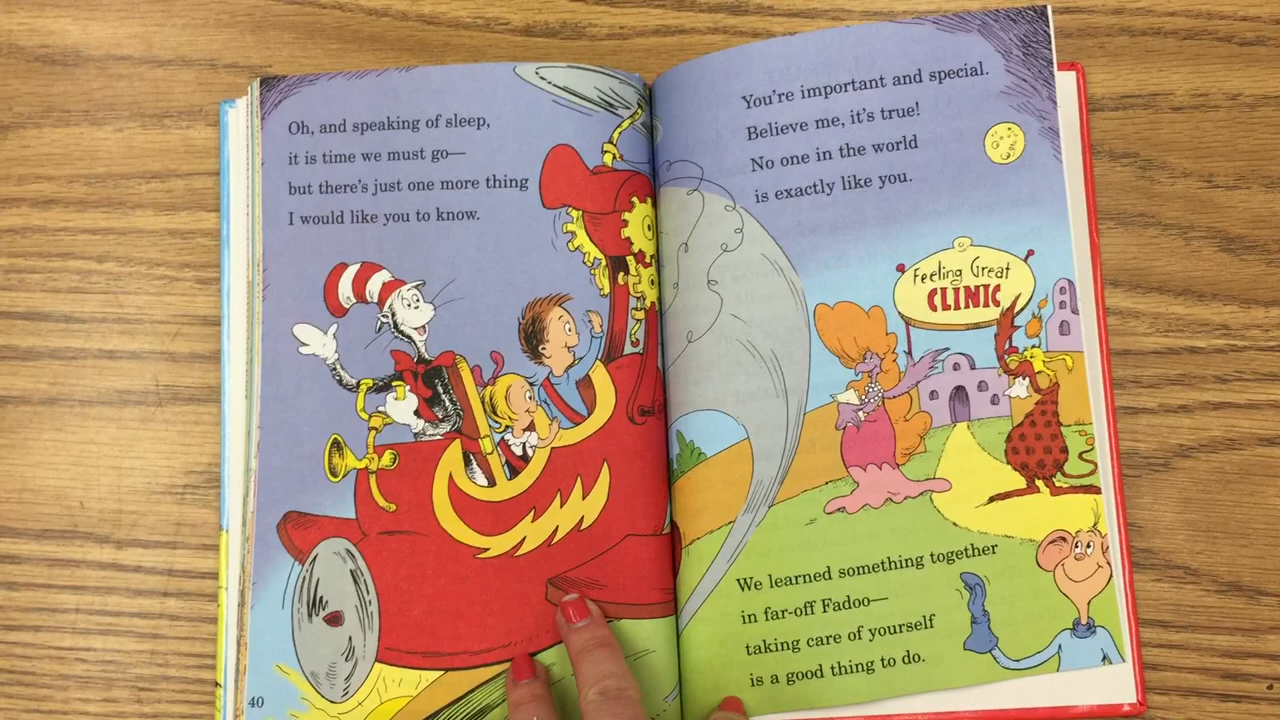 Oh, and speaking of sleep,
it is time we must go—
but there's just one more thing
I would like you to know.
40
You're important and special.
Believe me, it's true!
No one in the world
is exactly like you.
Feeling Great
CLINIC
We learned something together
in far-off Fadoo—
taking care of yourself
is a good thing to do.